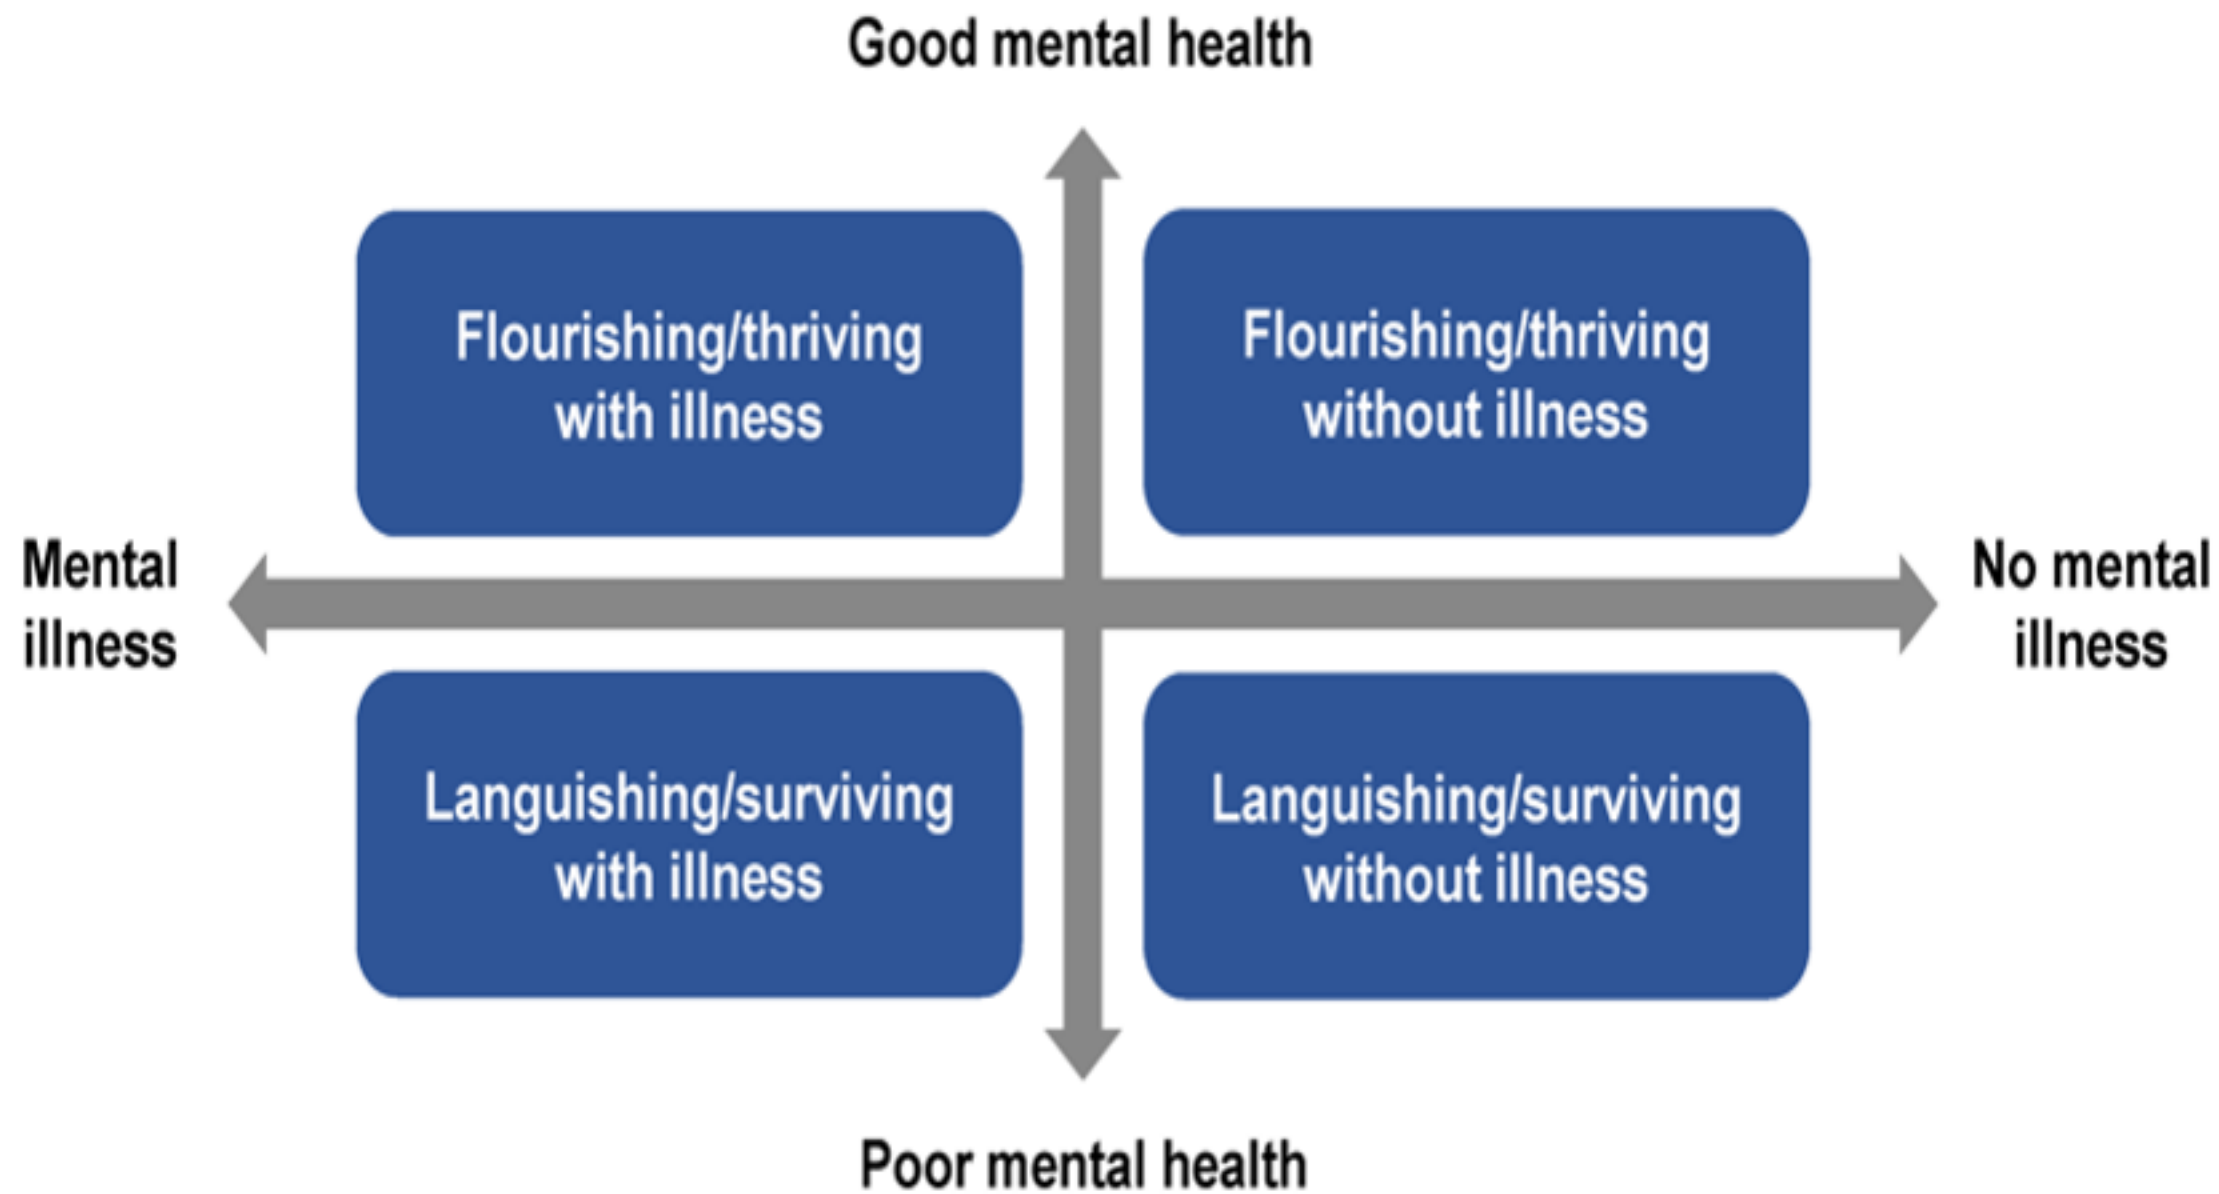 Good mental health
Flourishing/thriving
with illness
Flourishing/thriving
without illness
Mental
illness
No mental
illness
Languishing/surviving
with illness
Languishing/surviving
without illness
Poor mental health